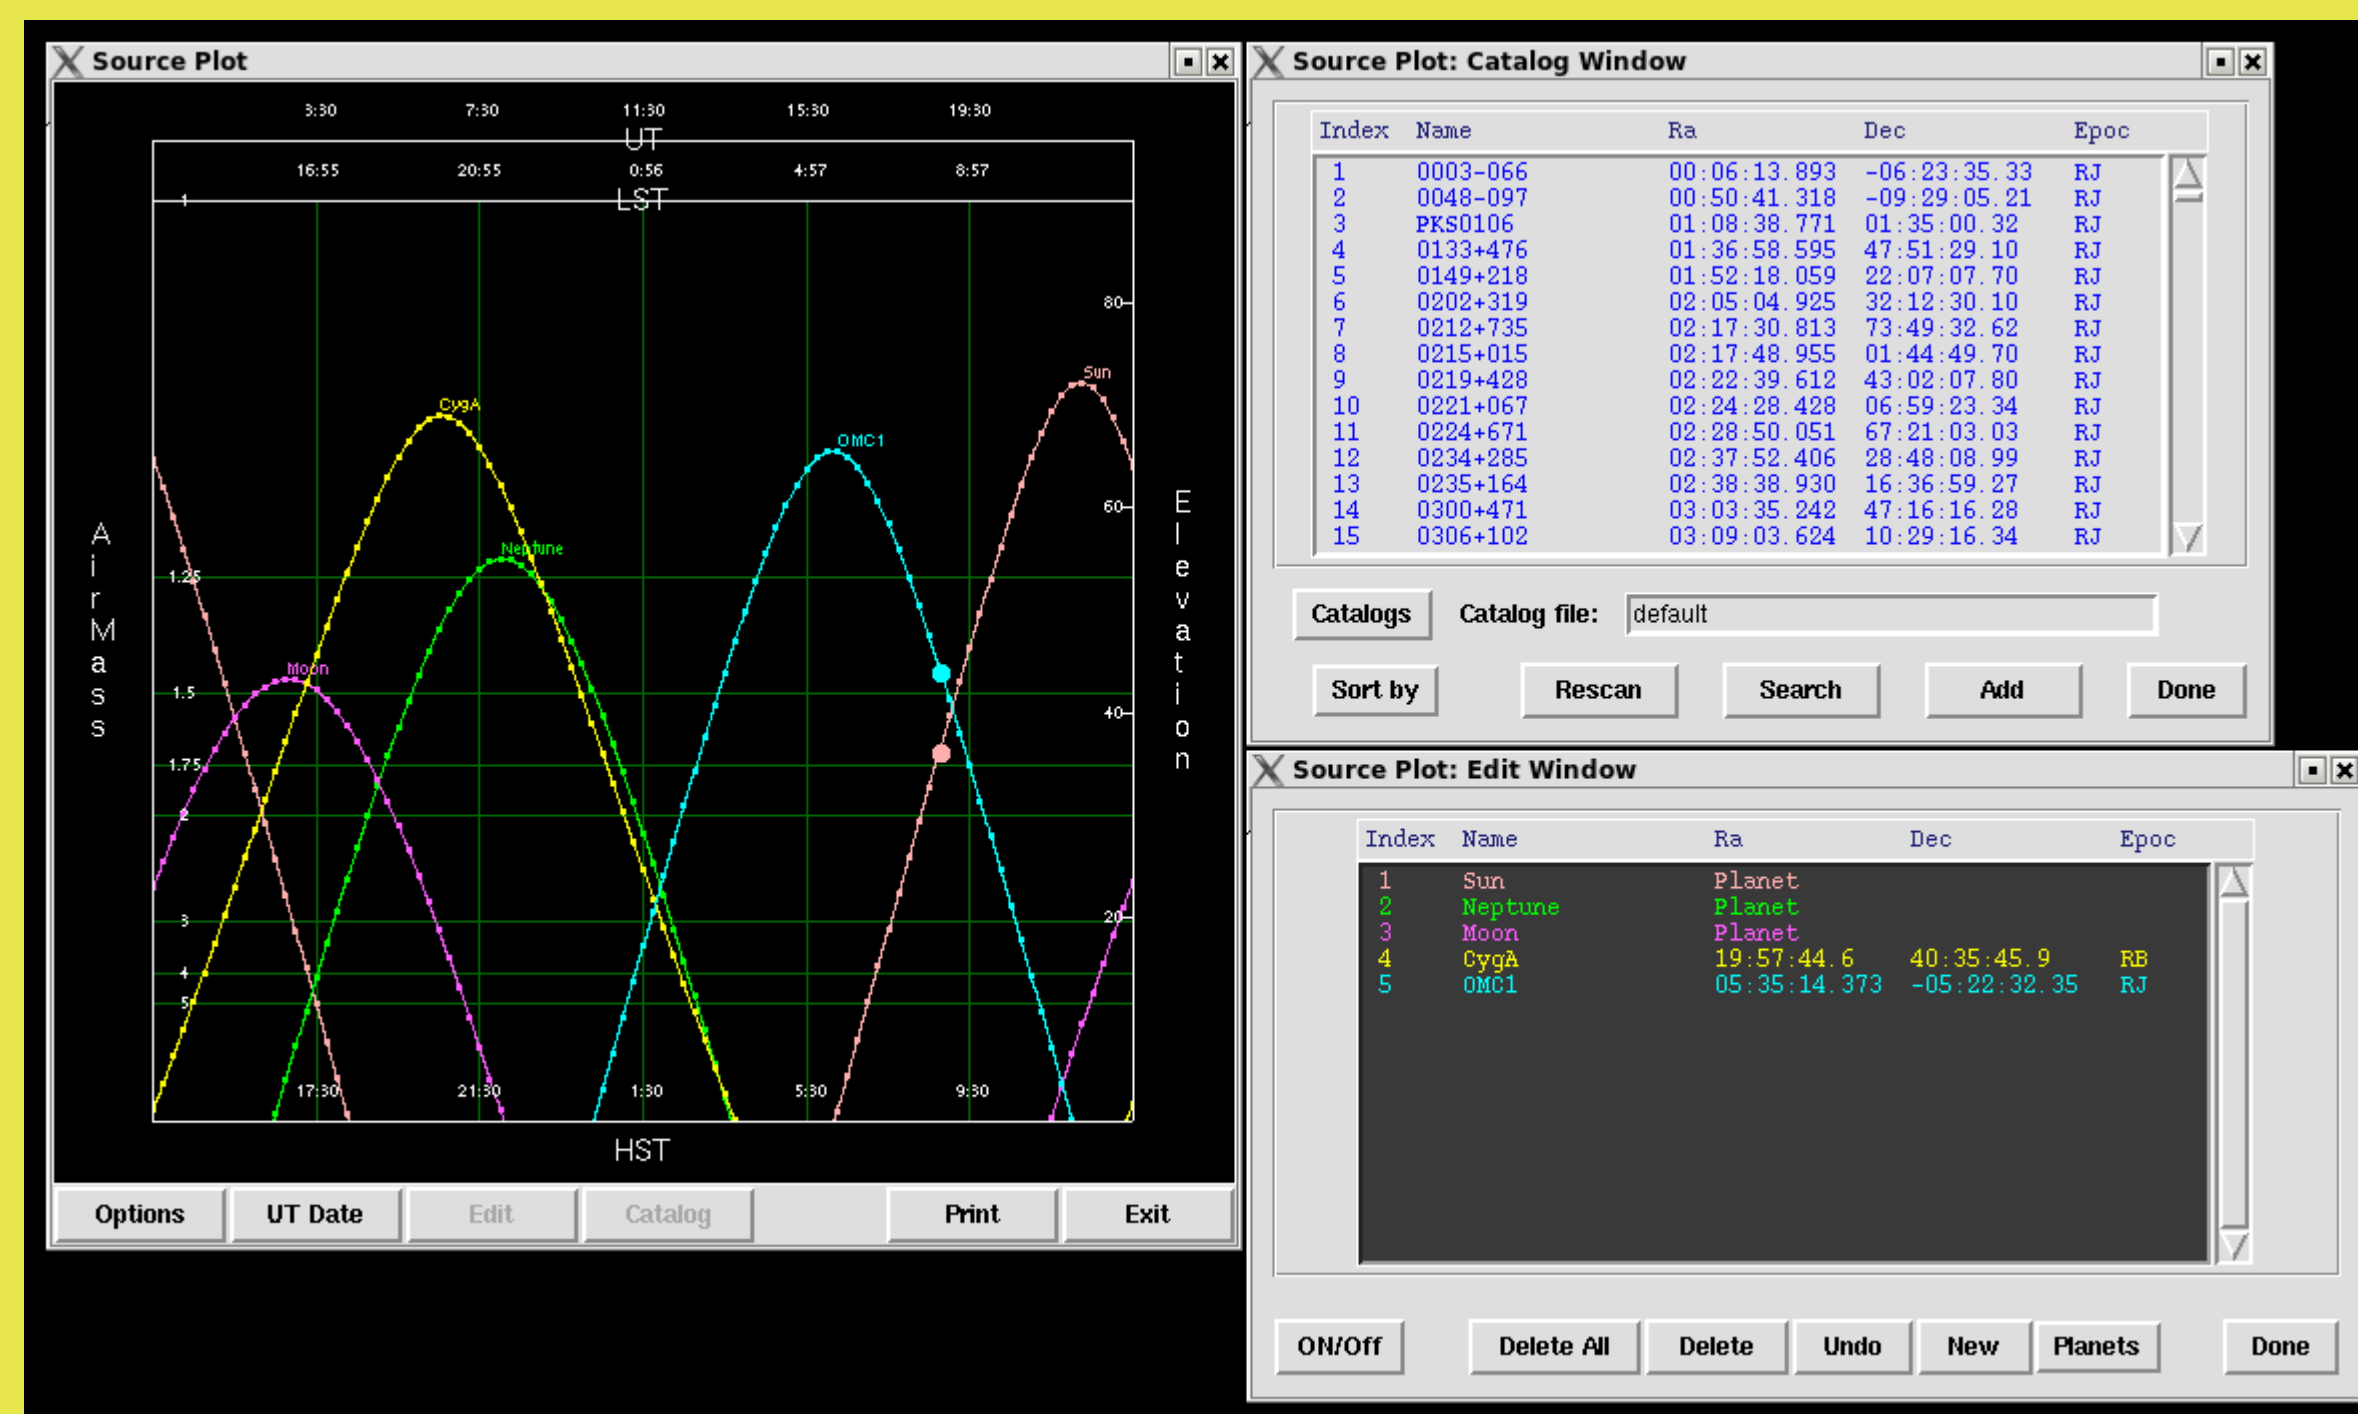 Source Plot
3:30 7:30 11:30 15:30 19:30
UT
16:55 20:55 0:56 4:57 8:57
LST
1
80
Sun
CygA
OMC1
60
Neptune
AirMass
Elevation
1.25
Moon
1.5
40
1.75
2
3
20
4
5
17:30 21:30 1:30 5:30 9:30
HST
Options UT Date Edit Catalog Print Exit
Source Plot: Catalog Window
Index Name Ra Dec Epoc
1 0003-066 00:06:13.893 -06:23:35.33 RJ
2 0048-097 00:50:41.318 -09:29:05.21 RJ
3 PKS0106 01:08:38.771 01:35:00.32 RJ
4 0133+476 01:36:58.595 47:51:29.10 RJ
5 0149+218 01:52:18.059 22:07:07.70 RJ
6 0202+319 02:05:04.925 32:12:30.10 RJ
7 0212+735 02:17:30.813 73:49:32.62 RJ
8 0215+015 02:17:48.955 01:44:49.70 RJ
9 0219+428 02:22:39.612 43:02:07.80 RJ
10 0221+067 02:24:28.428 06:59:23.34 RJ
11 0224+671 02:28:50.051 67:21:03.03 RJ
12 0234+285 02:37:52.406 28:48:08.99 RJ
13 0235+164 02:38:38.930 16:36:59.27 RJ
14 0300+471 03:03:35.242 47:16:16.28 RJ
15 0306+102 03:09:03.624 10:29:16.34 RJ
Catalogs Catalog file: default
Sort by Rescan Search Add Done
Source Plot: Edit Window
Index Name Ra Dec Epoc
1 Sun Planet
2 Neptune Planet
3 Moon Planet
4 CygA 19:57:44.6 40:35:45.9 RB
5 OMC1 05:35:14.373 -05:22:32.35 RJ
ON/Off Delete All Delete Undo New Planets Done